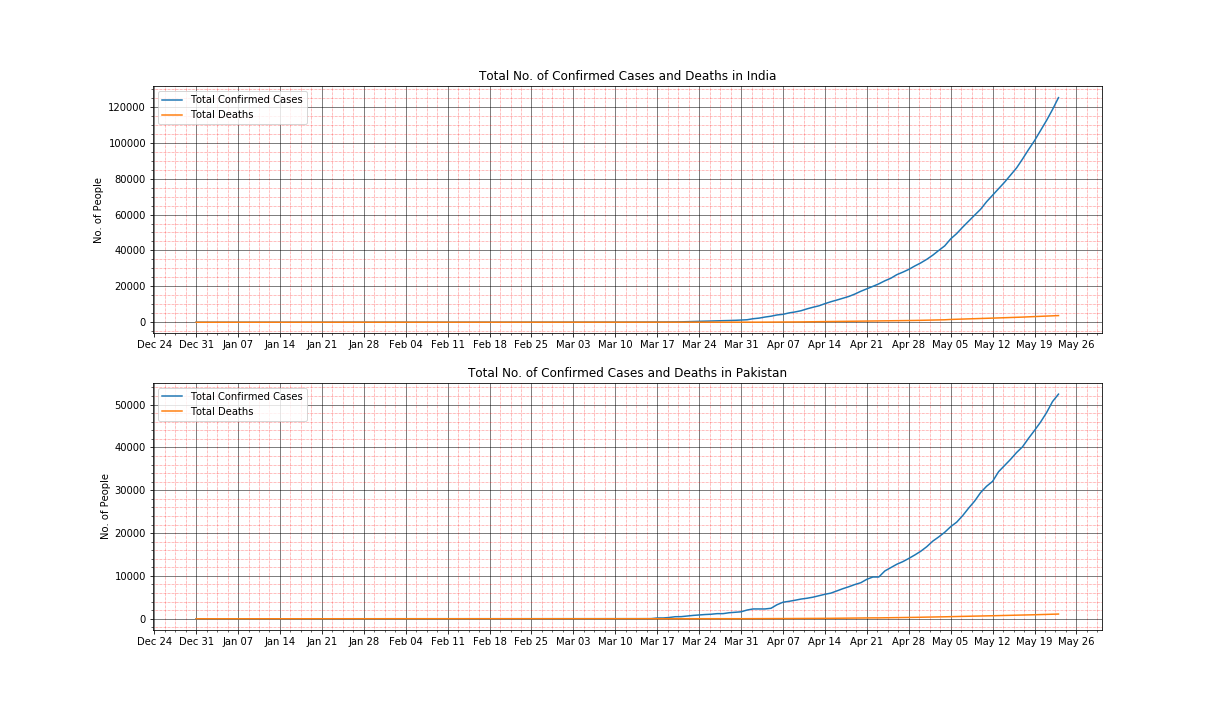 Total No. of Confirmed Cases and Deaths in India
Total Confirmed Cases
Total Deaths
No. of People
120000
100000
80000
60000
40000
20000
0
Dec 24 Dec 31 Jan 07 Jan 14 Jan 21 Jan 28 Feb 04 Feb 11 Feb 18 Feb 25 Mar 03 Mar 10 Mar 17 Mar 24 Mar 31 Apr 07 Apr 14 Apr 21 Apr 28 May 05 May 12 May 19 May 26
Total No. of Confirmed Cases and Deaths in Pakistan
Total Confirmed Cases
Total Deaths
No. of People
50000
40000
30000
20000
10000
0
Dec 24 Dec 31 Jan 07 Jan 14 Jan 21 Jan 28 Feb 04 Feb 11 Feb 18 Feb 25 Mar 03 Mar 10 Mar 17 Mar 24 Mar 31 Apr 07 Apr 14 Apr 21 Apr 28 May 05 May 12 May 19 May 26